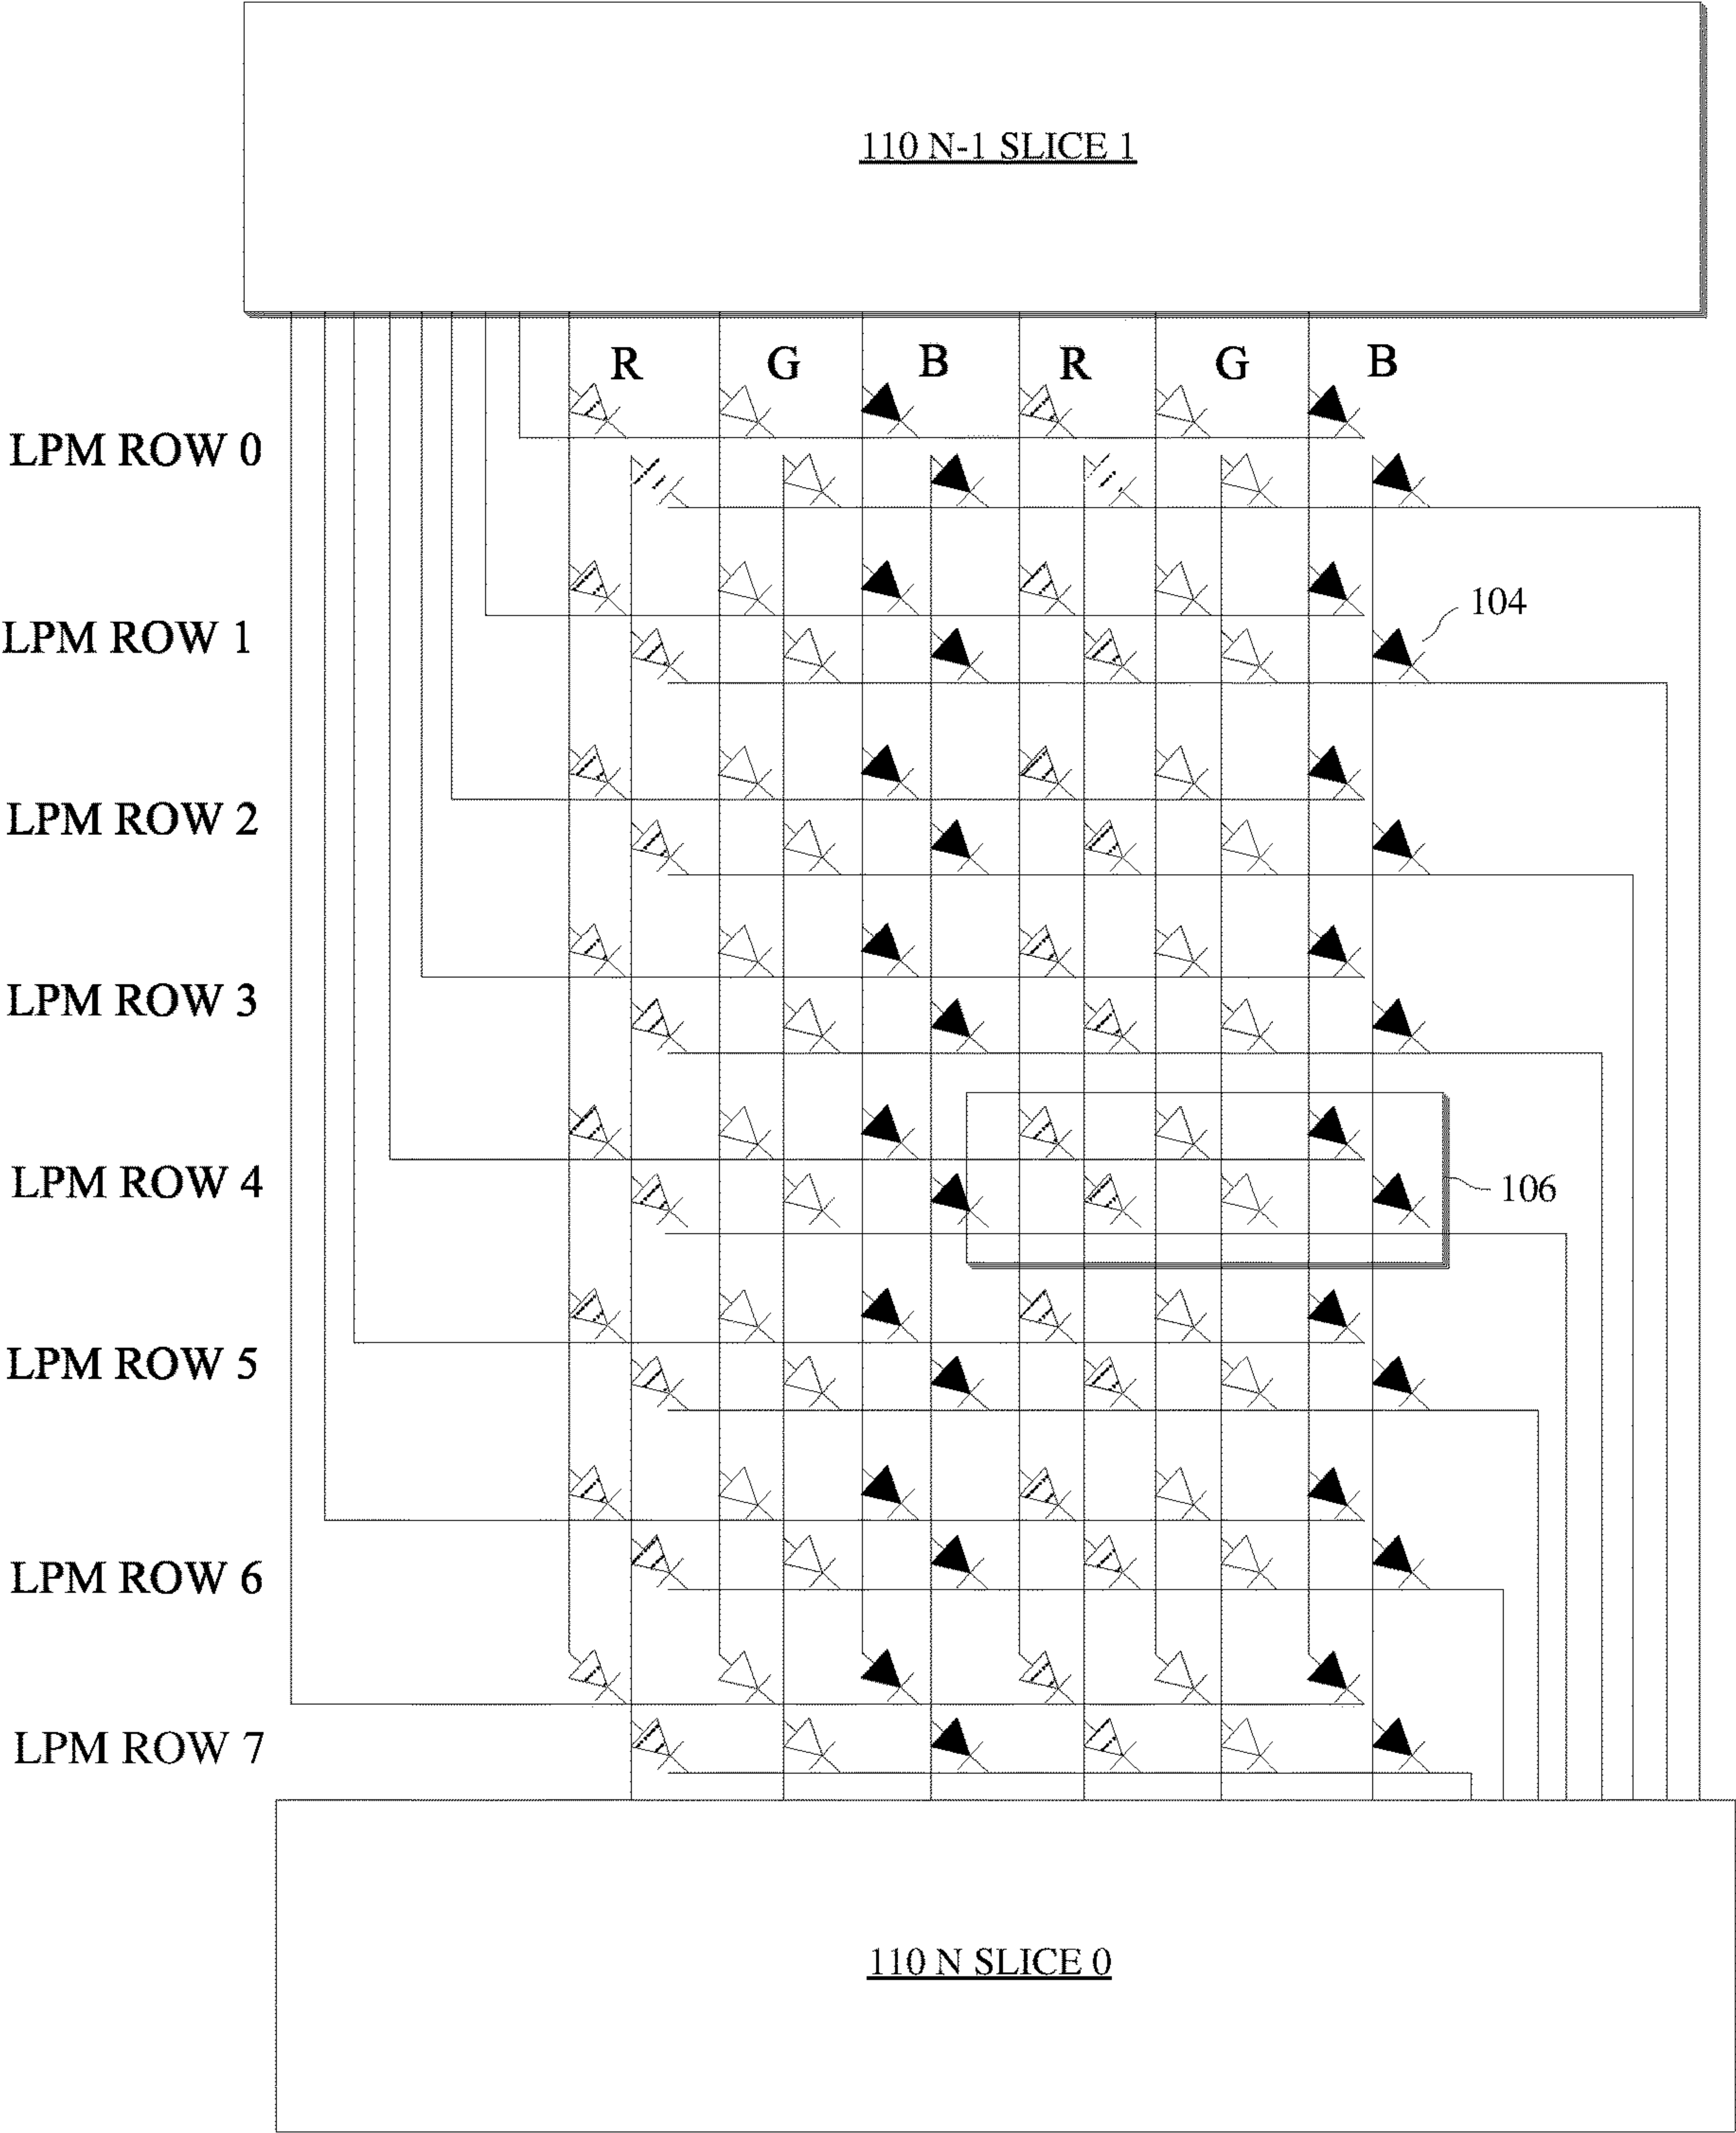 110 N-1 SLICE 1
R G B R G B
LPM ROW 0
LPM ROW 1
104
LPM ROW 2
LPM ROW 3
LPM ROW 4
106
LPM ROW 5
LPM ROW 6
LPM ROW 7
110 N SLICE 0